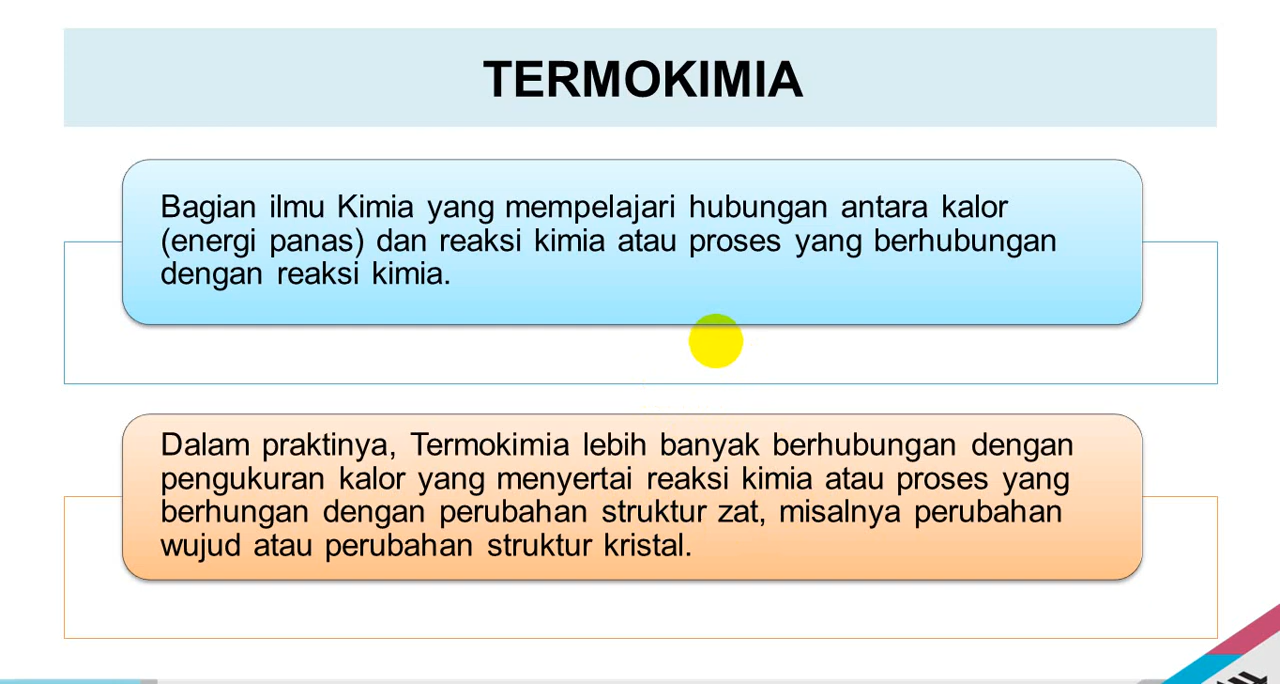 TERMOKIMIA
Bagian ilmu Kimia yang mempelajari hubungan antara kalor
(energi panas) dan reaksi kimia atau proses yang berhubungan
dengan reaksi kimia.
Dalam praktinya, Termokimia lebih banyak berhubungan dengan
pengukuran kalor yang menyertai reaksi kimia atau proses yang
berhungan dengan perubahan struktur zat, misalnya perubahan
wujud atau perubahan struktur kristal.